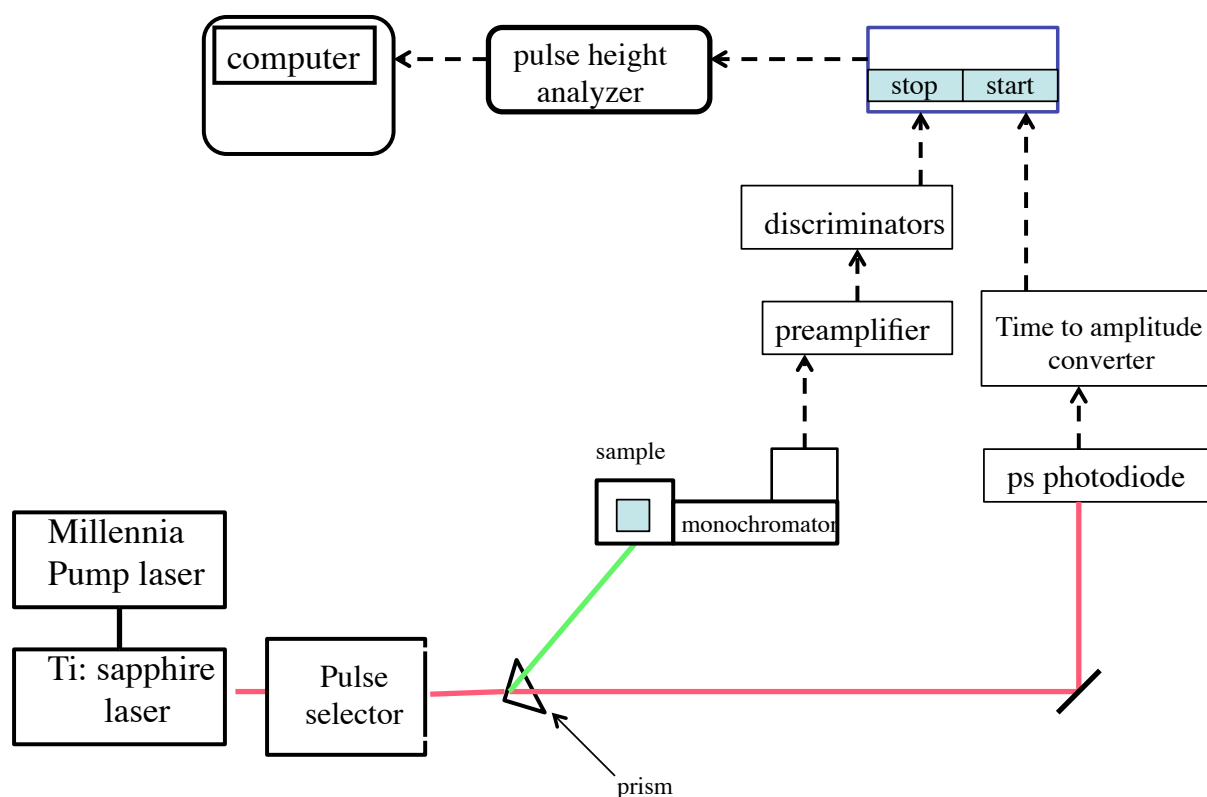 computer
pulse height
analyzer
stop
start
discriminators
preamplifier
Time to amplitude
converter
sample
ps photodiode
monochromator
Millennia
Pump laser
Ti: sapphire
laser
Pulse
selector
prism